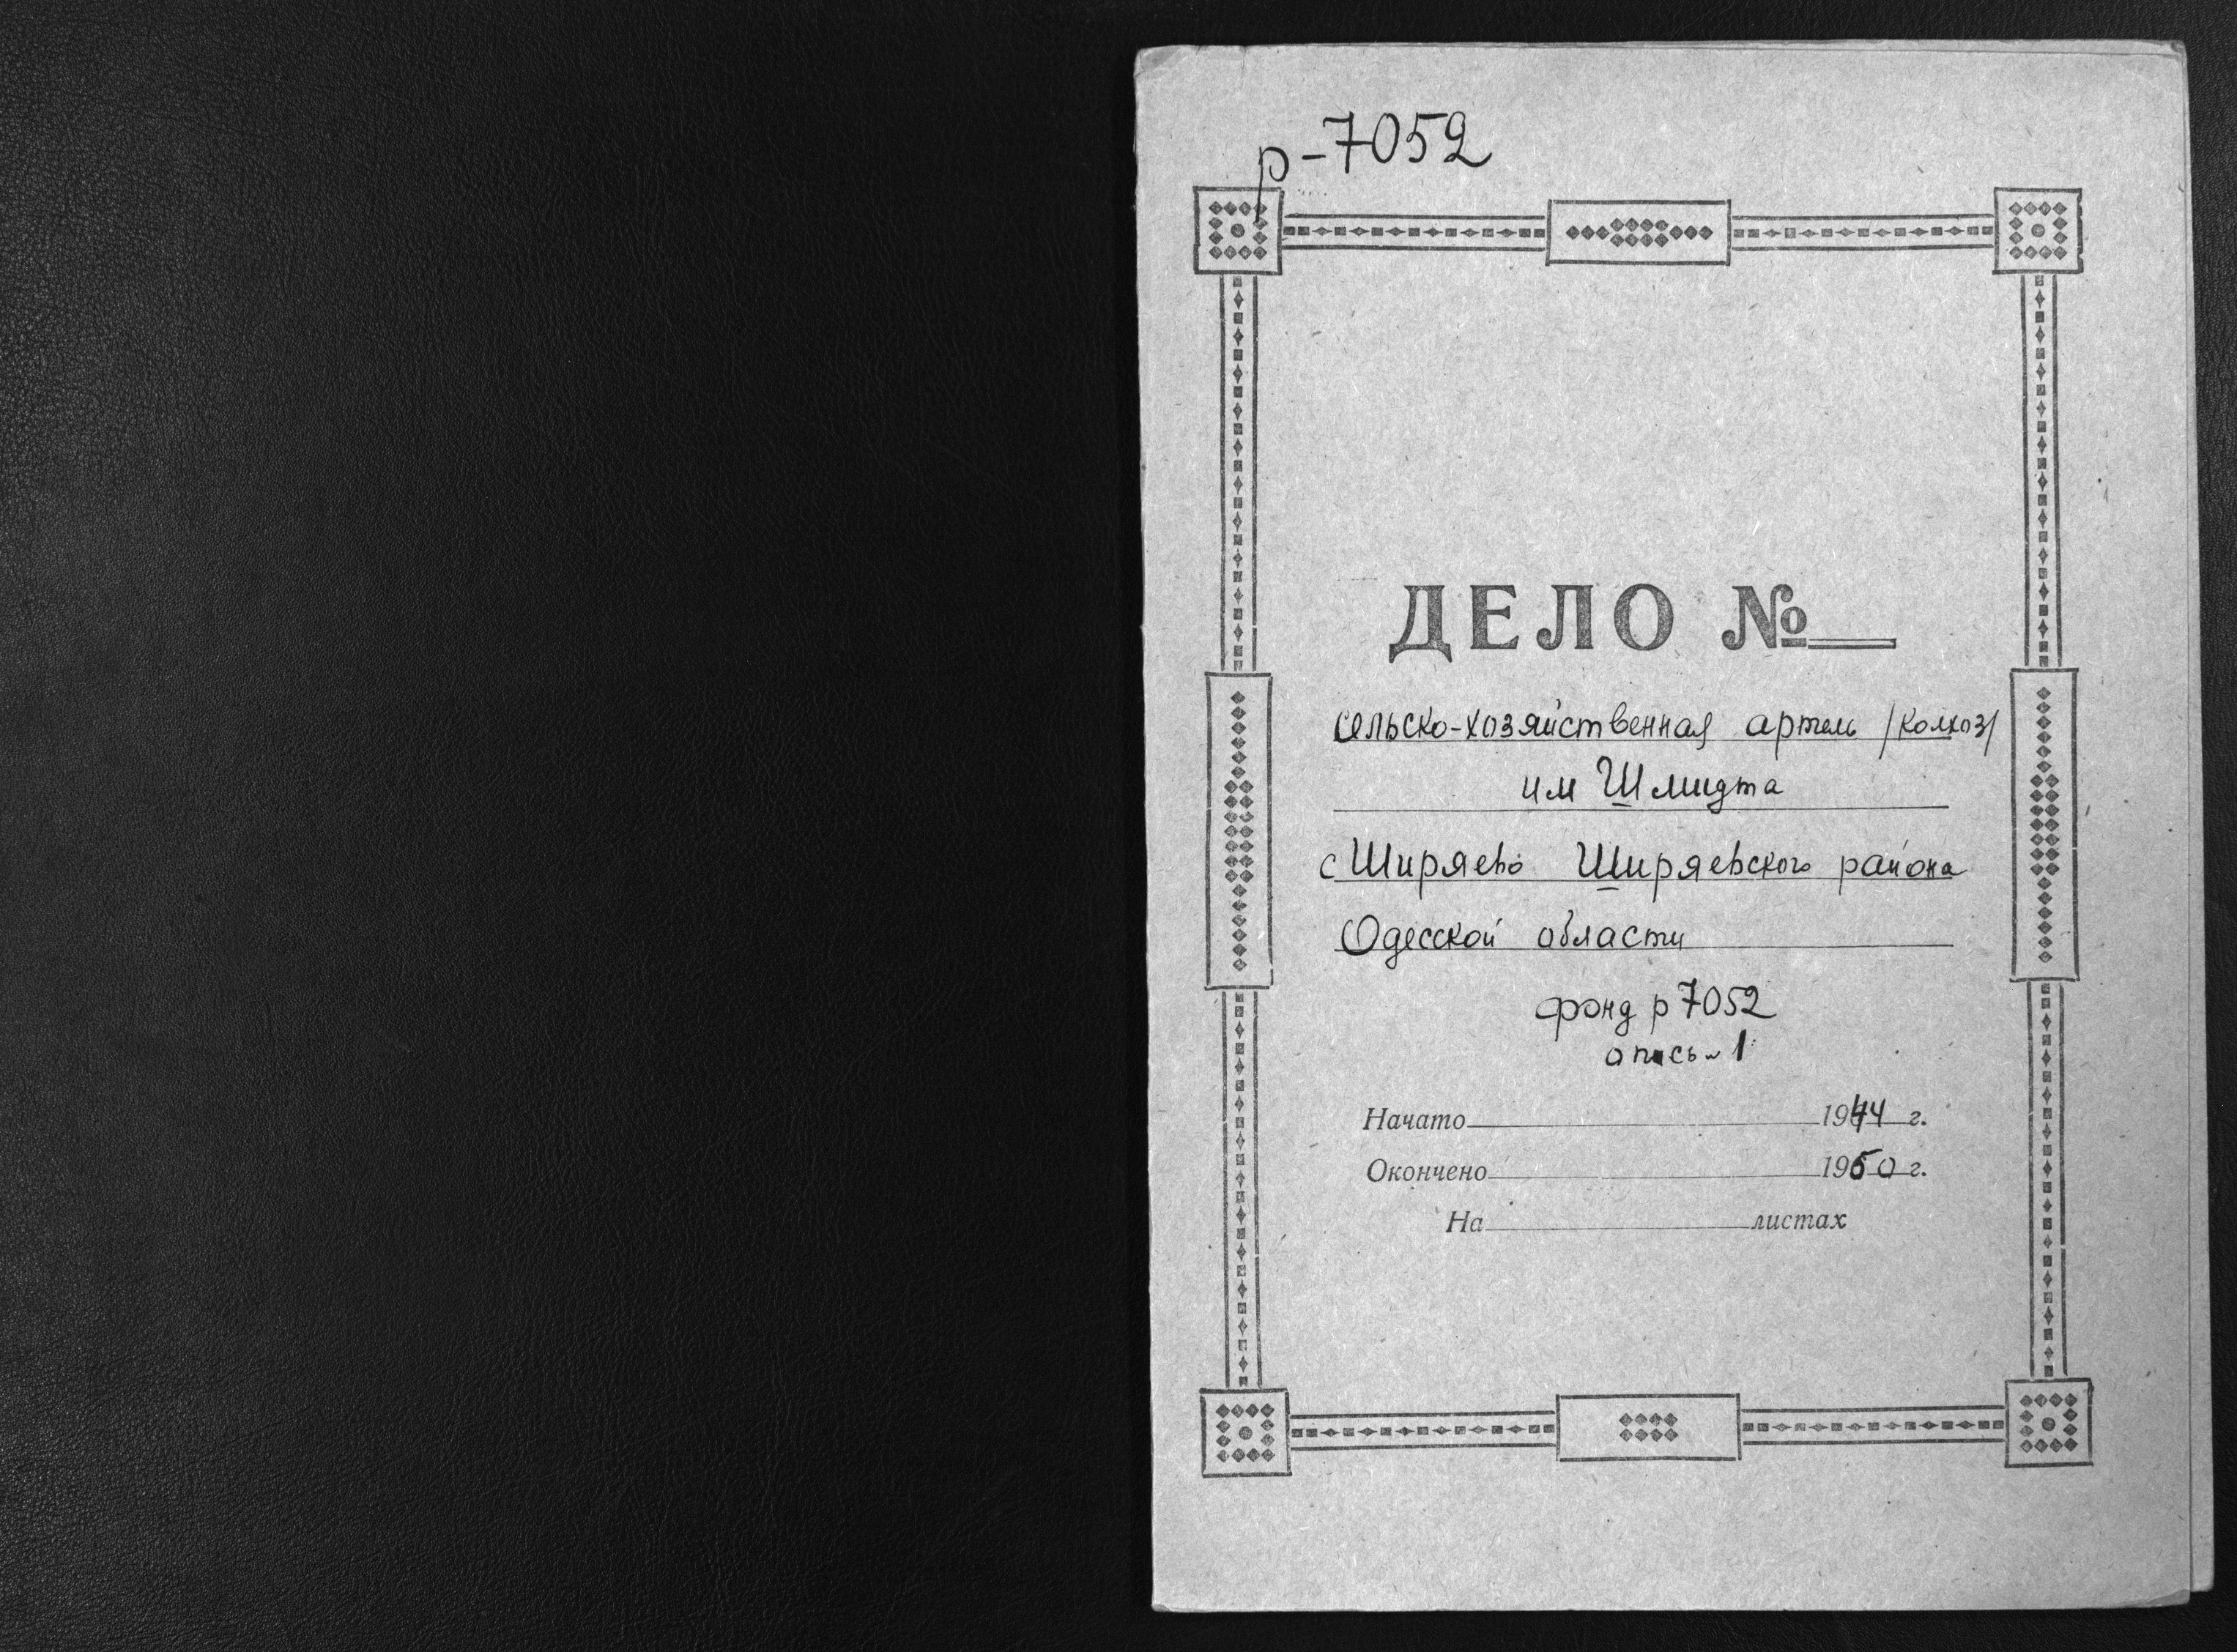 р-7052
ДЕЛО №
Сельско-хозяйственная артель /колхоз/
им Шмидта
с Ширяево Ширяевского района
Одесской области
фонд р 7052
опись-1
Начато 1944 г.
Окончено 1950 г.
На листах